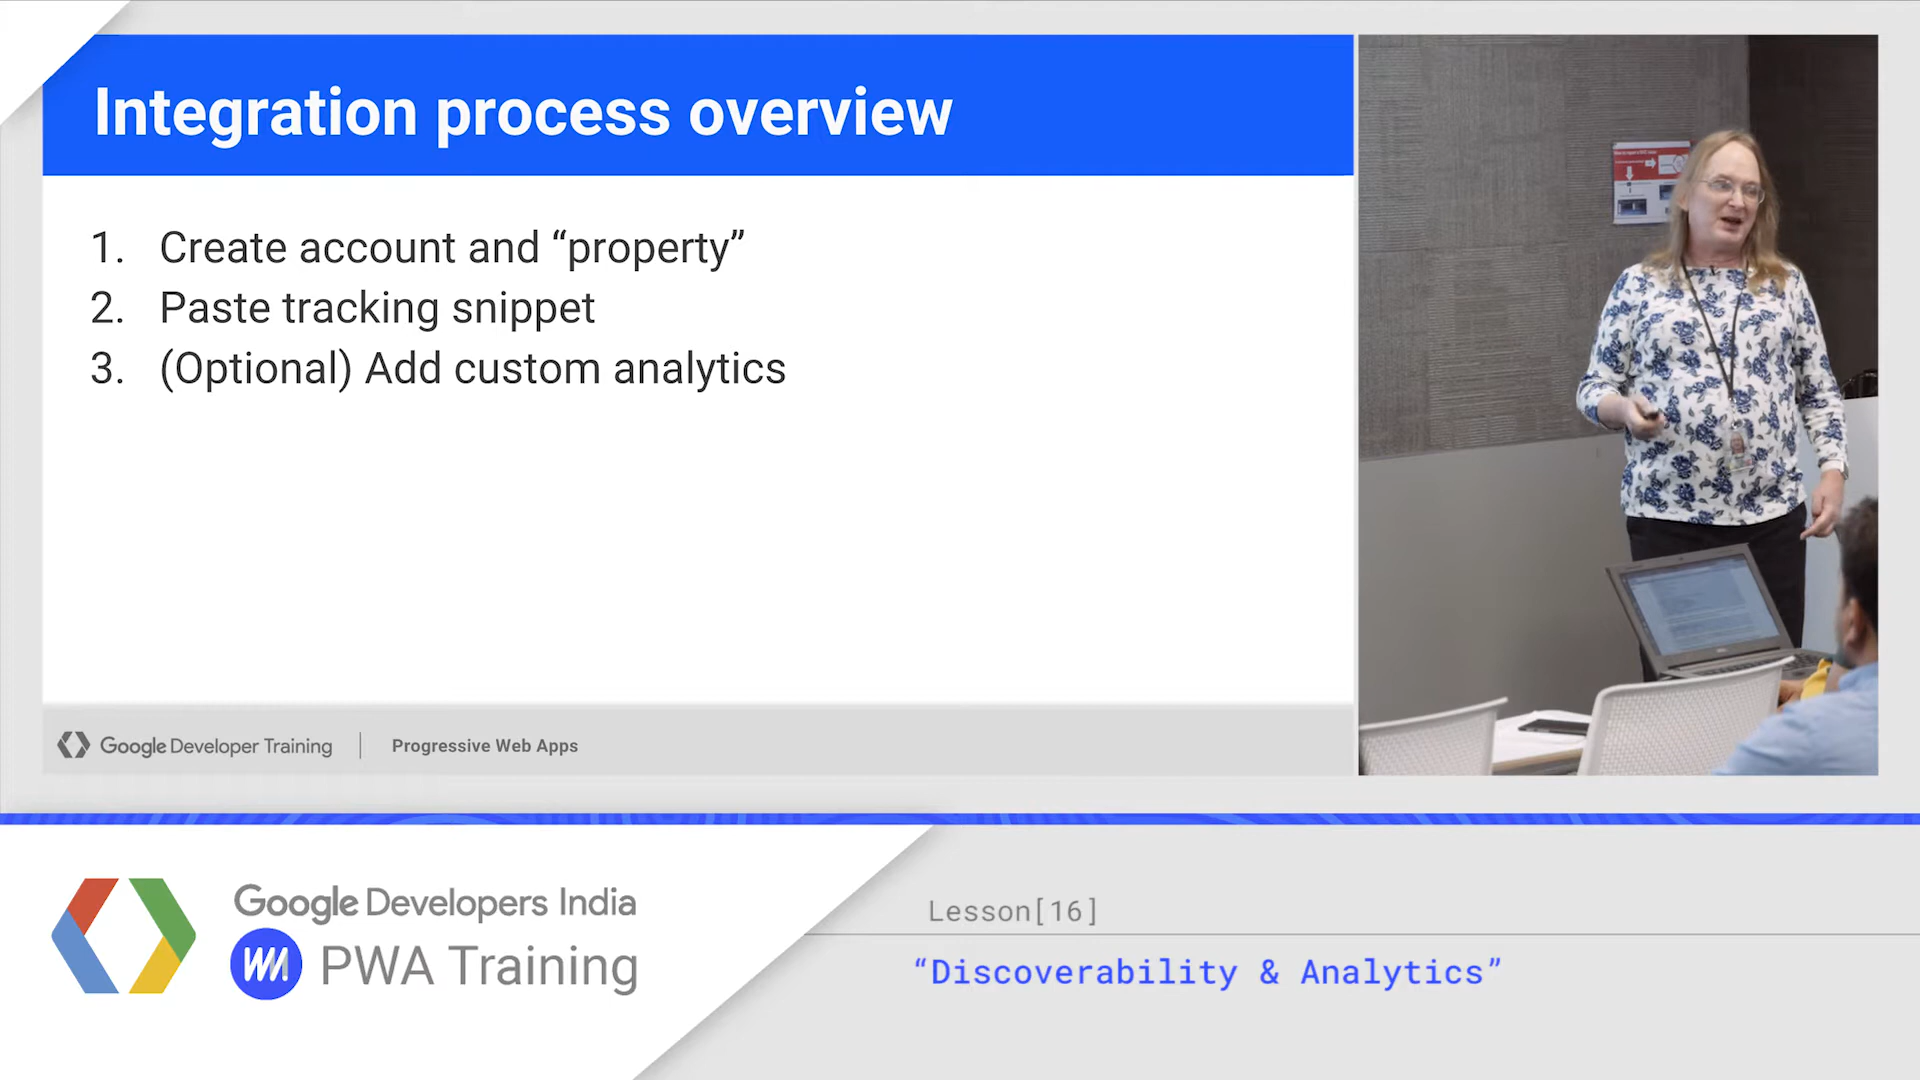 Integration process overview
1. Create account and “property”
2. Paste tracking snippet
3. (Optional) Add custom analytics
Google Developer Training | Progressive Web Apps
Google Developers India
PWA Training
Lesson[16]
“Discoverability & Analytics”